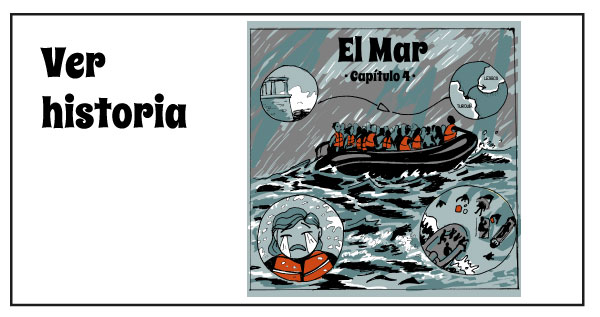 Ver
historia
El Mar
· Capítulo 4 ·
LESBOS
TURQUÍA